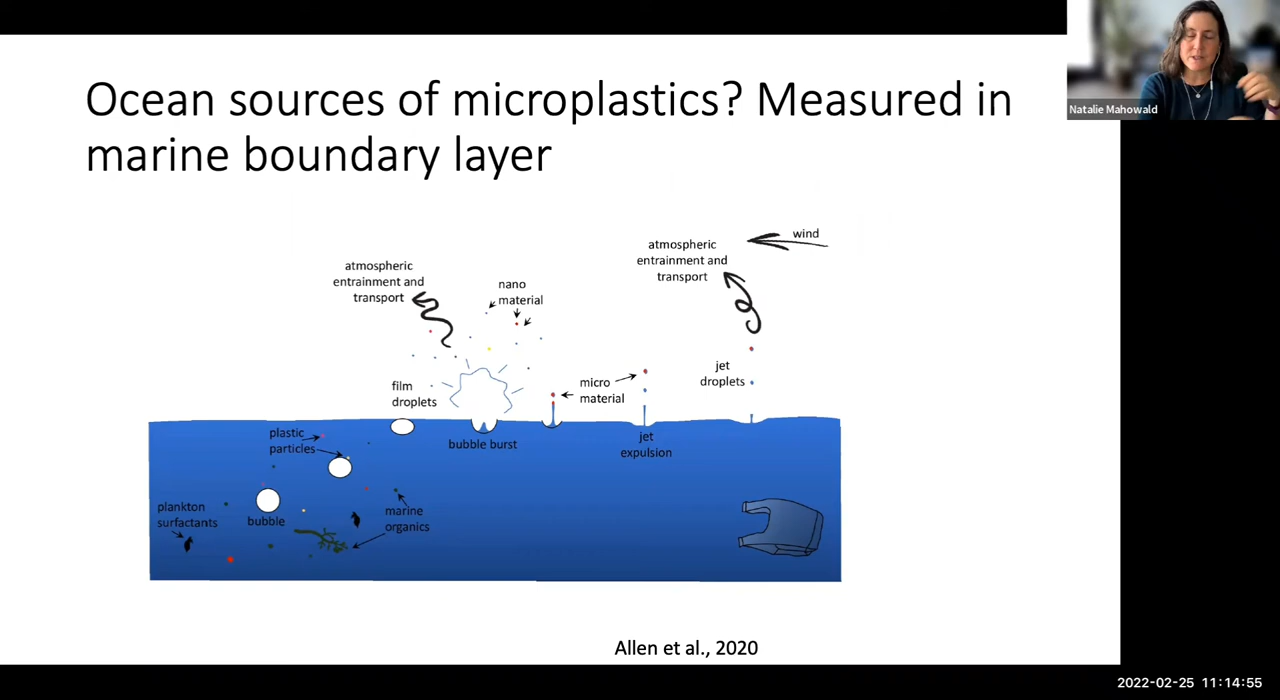 Ocean sources of microplastics? Measured in
marine boundary layer
Natalie Mahowald
wind
atmospheric
entrainment and
transport
atmospheric
entrainment and
transport
nano
material
jet
droplets
micro
material
film
droplets
plastic
particles
bubble burst
jet
expulsion
plankton
surfactants
bubble
marine
organics
Allen et al., 2020
2022-02-25 11:14:55